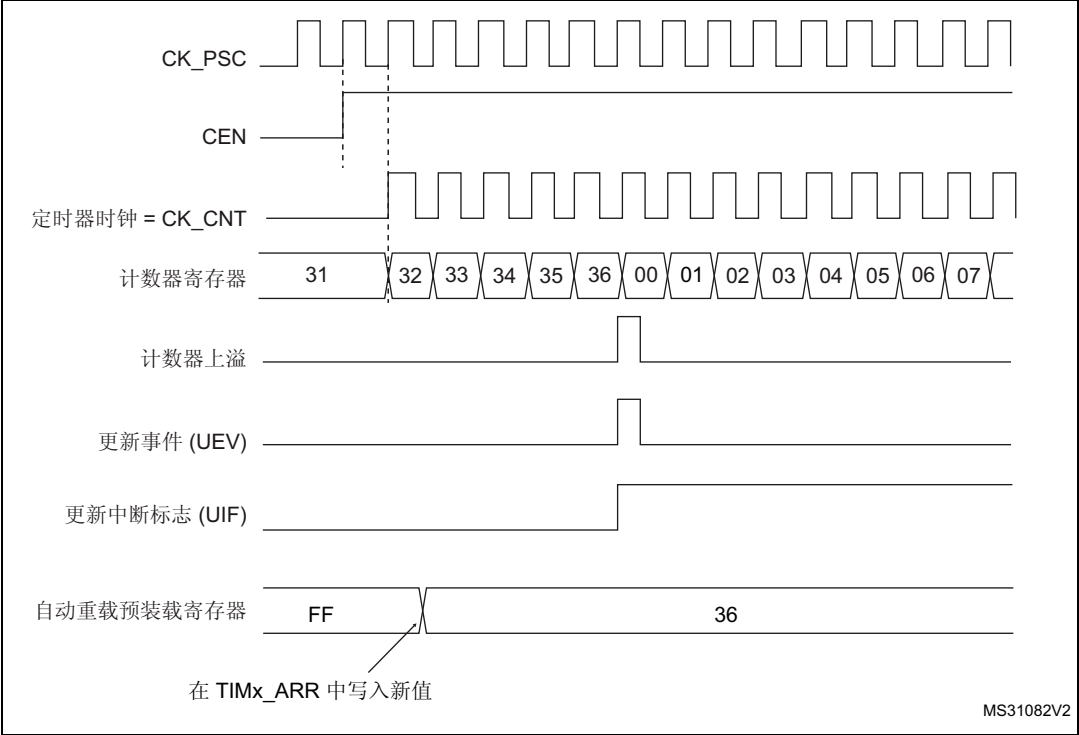 CK_PSC
CEN
定时器时钟 = CK_CNT
计数器寄存器 31 32 33 34 35 36 00 01 02 03 04 05 06 07
计数器上溢
更新事件 (UEV)
更新中断标志 (UIF)
自动重载预装载寄存器 FF 36
在 TIMx_ARR 中写入新值
MS31082V2